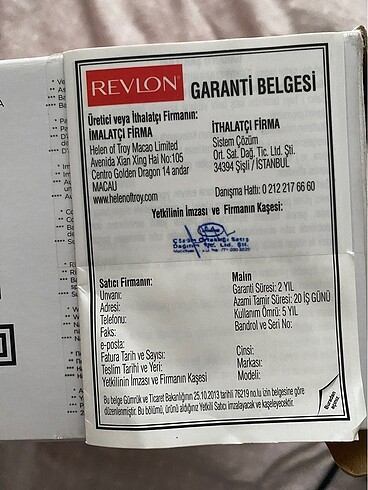 REVLON
GARANTİ BELGESİ
Üretici veya İthalatçı Firmanın:
İMALATÇI FİRMA
Helen of Troy Macao Limited
Avenida Xian Xing Hai No:105
Centro Golden Dragon 14 andar
MACAU
www.helenoftroy.com
İTHALATÇI FİRMA
Sistem Çözüm
Ort. Sat. Dağ. Tic. Ltd. Şti.
34394 Şişli / İSTANBUL
Danışma Hattı: 0 212 217 66 60
Yetkilinin İmzası ve Firmanın Kaşesi:
Satıcı Firmanın:
Unvanı:
Adresi:
Telefonu:
Faks:
e-posta:
Fatura Tarih ve Sayısı:
Teslim Tarihi ve Yeri:
Yetkilinin İmzası ve Firmanın Kaşesi
Malın
Garanti Süresi: 2 YIL
Azami Tamir Süresi: 20 İŞ GÜNÜ
Kullanım Ömrü: 5 YIL
Bandrol ve Seri No:
Cinsi:
Markası:
Modeli:
Bu belge Gümrük ve Ticaret Bakanlığının 25.10.2013 tarihli 76219 no.lu izin belgesine göre
düzenlenmiştir. Bu bölümü, ürünü aldığınız Yetkili Satıcı imzalayacak ve kaşeleyecektir.
Buradan